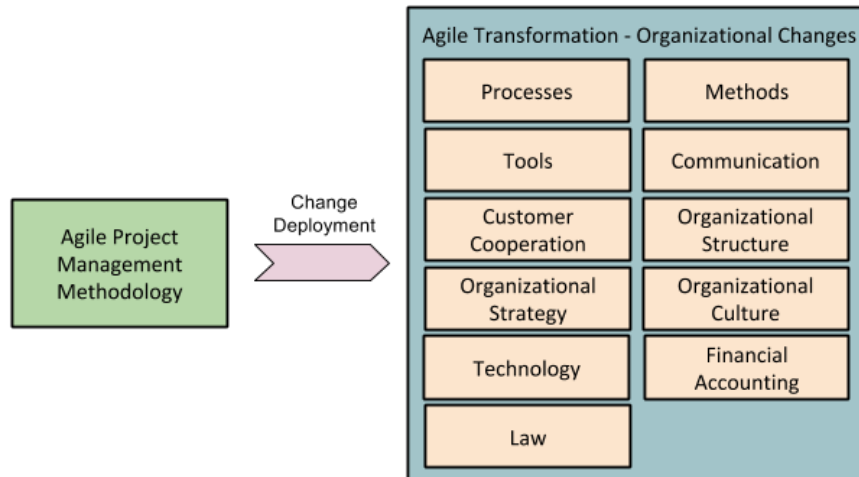 Agile Transformation - Organizational Changes
Processes
Methods
Tools
Communication
Change
Deployment
Agile Project
Management
Methodology
Customer
Cooperation
Organizational
Structure
Organizational
Strategy
Organizational
Culture
Technology
Financial
Accounting
Law